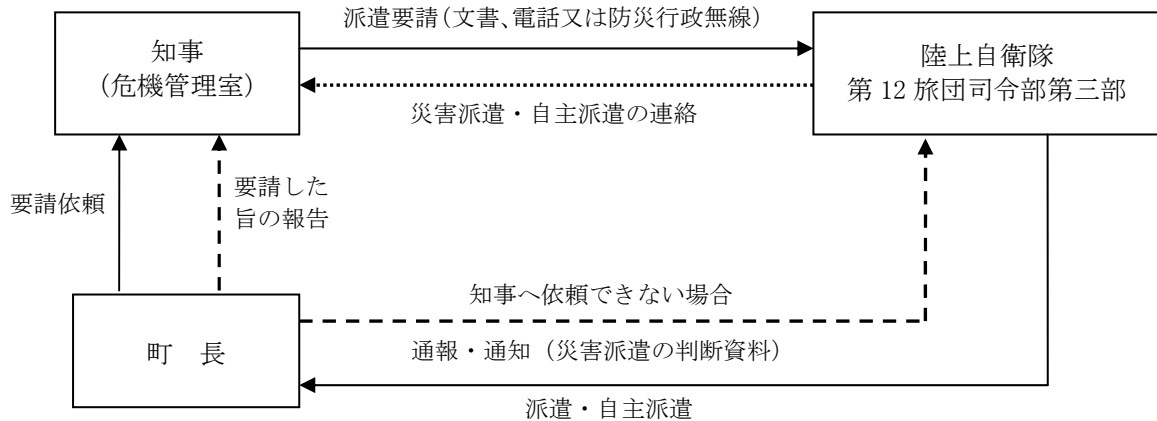 派遣要請(文書、電話又は防災行政無線)
知事
(危機管理室)
陸上自衛隊
第12旅団司令部第三部
災害派遣・自主派遣の連絡
要請依頼
要請した
旨の報告
知事へ依頼できない場合
町　長
通報・通知（災害派遣の判断資料）
派遣・自主派遣